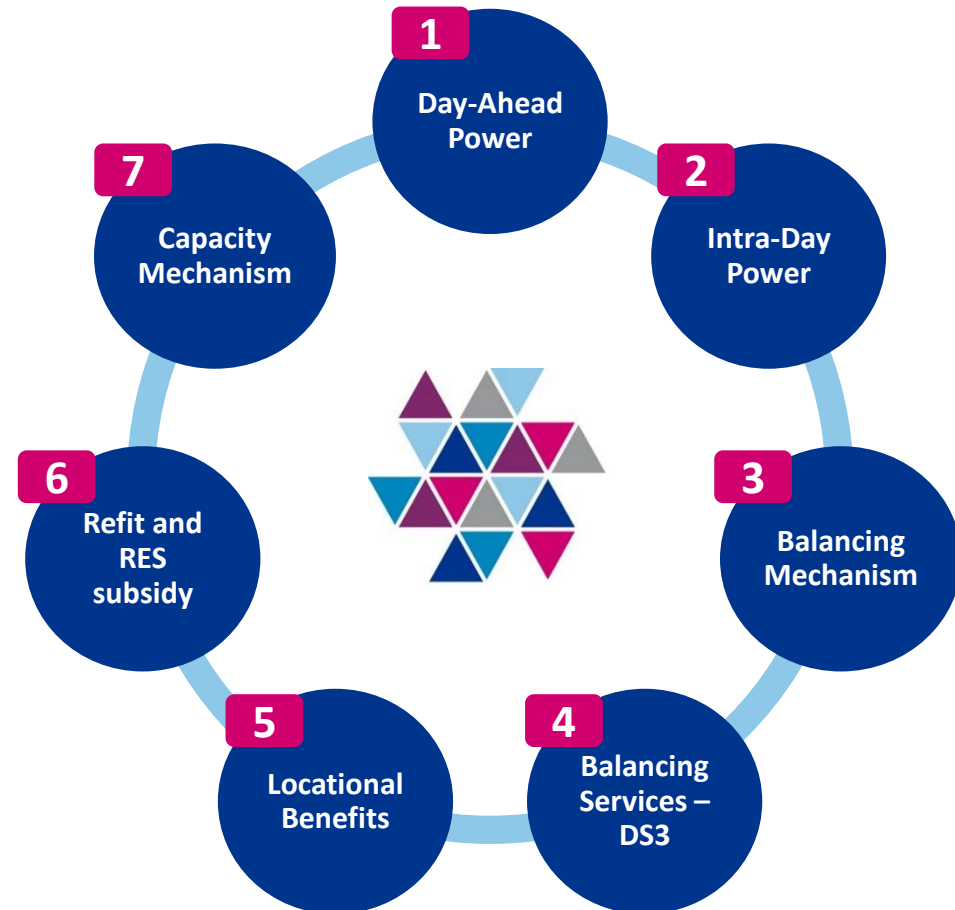 1
Day-Ahead
Power
2
Intra-Day
Power
3
Balancing
Mechanism
4
Balancing
Services –
DS3
5
Locational
Benefits
6
Refit and
RES
subsidy
7
Capacity
Mechanism